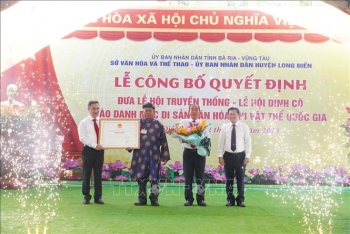 HÒA XÃ HỘI CHỦ NGHĨA VIỆ
ỦY BAN NHÂN DÂN TỈNH BÀ RỊA - VŨNG TÀU
SỞ VĂN HÓA VÀ THỂ THAO - ỦY BAN NHÂN DÂN HUYỆN LONG ĐIỀN
LỄ CÔNG BỐ QUYẾT ĐỊNH
ĐƯA LỄ HỘI TRUYỀN THỐNG - LỄ HỘI DINH CÔ
VÀO DANH MỤC DI SẢN VĂN HÓA PHI VẬT THỂ QUỐC GIA